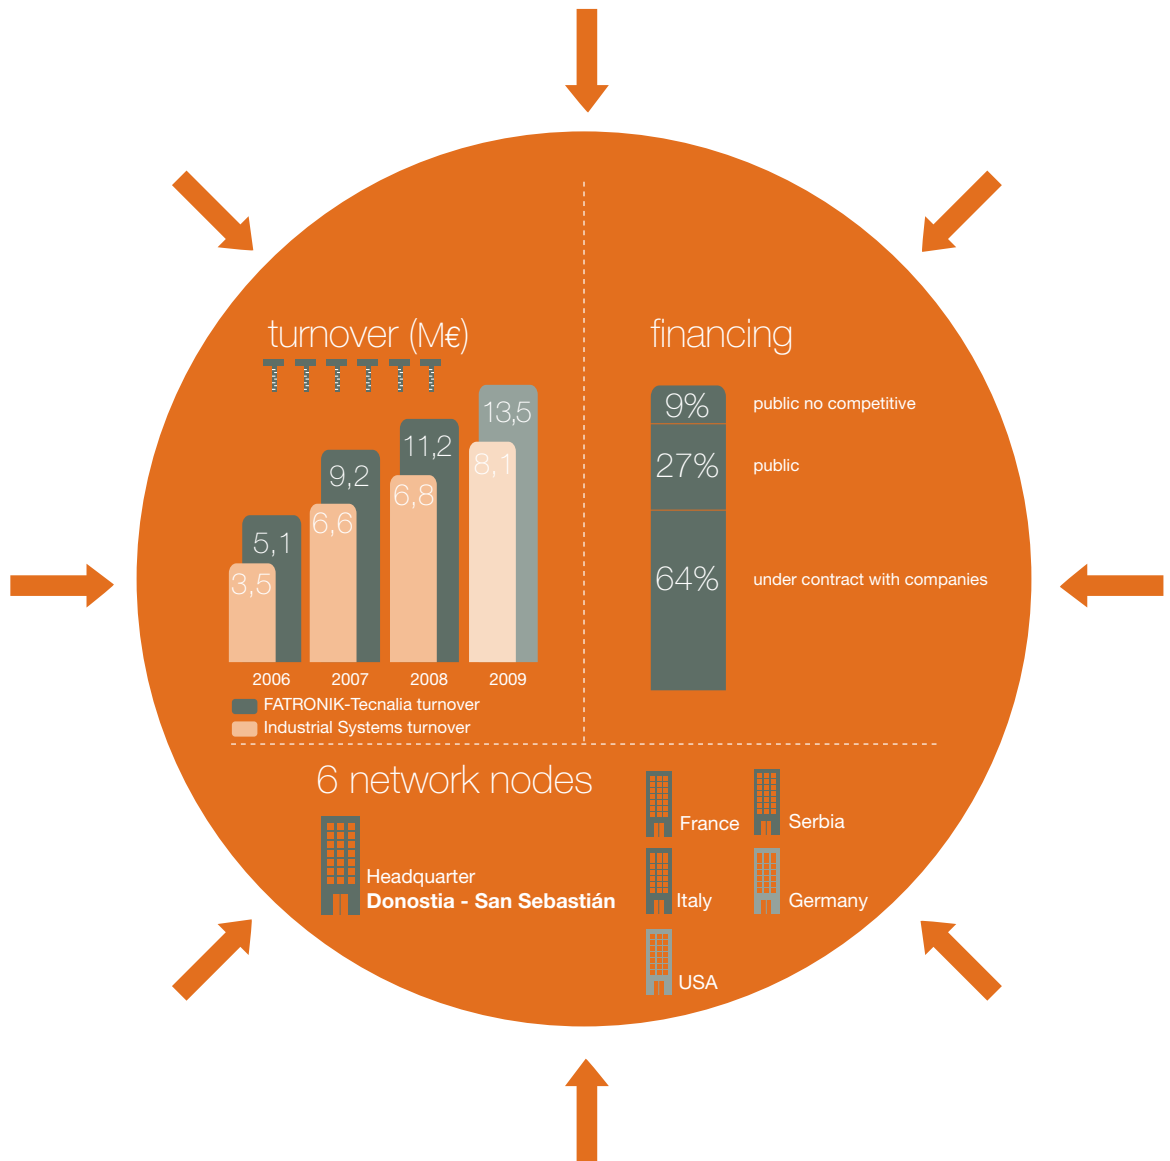 turnover (M€)
13,5
11,2
8,1
9,2
6,8
6,6
5,1
3,5
2006 2007 2008 2009
FATRONIK-Tecnalia turnover
Industrial Systems turnover
financing
9% public no competitive
27% public
64% under contract with companies
6 network nodes
Headquarter
Donostia - San Sebastián
France Serbia
Italy Germany
USA